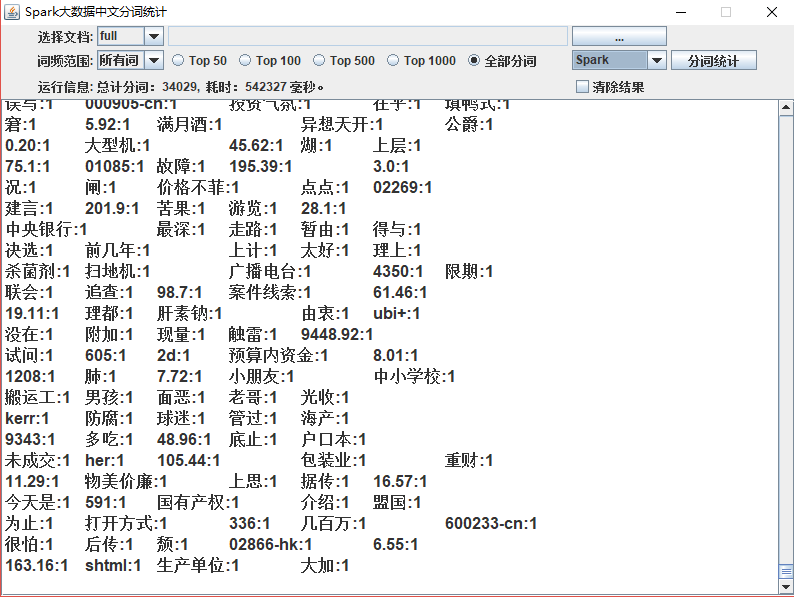 Spark大数据中文分词统计
选择文档: full ...
词频范围: 所有词 Top 50 Top 100 Top 500 Top 1000 全部分词 Spark 分词统计
运行信息: 总计分词：34029, 耗时：542327 毫秒。 清除结果
误写:1 000905-cn:1 投资气氛:1 在乎:1 填鸭式:1
窘:1 5.92:1 满月酒:1 异想天开:1 公爵:1
0.20:1 大型机:1 45.62:1 湖:1 上层:1
75.1:1 01085:1 故障:1 195.39:1 3.0:1
况:1 闸:1 价格不菲:1 点点:1 02269:1
建言:1 201.9:1 苦果:1 游览:1 28.1:1
中央银行:1 最深:1 走路:1 暂由:1 得与:1
决选:1 前几年:1 上计:1 太好:1 理上:1
杀菌剂:1 扫地机:1 广播电台:1 4350:1 限期:1
联会:1 追查:1 98.7:1 案件线索:1 61.46:1
19.11:1 理都:1 肝素钠:1 由衷:1 ubi+:1
没在:1 附加:1 现量:1 触雷:1 9448.92:1
试问:1 605:1 2d:1 预算内资金:1 8.01:1
1208:1 肺:1 7.72:1 小朋友:1 中小学校:1
搬运工:1 男孩:1 面恶:1 老哥:1 光收:1
kerr:1 防腐:1 球迷:1 管过:1 海产:1
9343:1 多吃:1 48.96:1 底止:1 户口本:1
未成交:1 her:1 105.44:1 包装业:1 重财:1
11.29:1 物美价廉:1 上思:1 据传:1 16.57:1
今天是:1 591:1 国有产权:1 介绍:1 盟国:1
为止:1 打开方式:1 336:1 几百万:1 600233-cn:1
很怕:1 后传:1 颓:1 02866-hk:1 6.55:1
163.16:1 shtml:1 生产单位:1 大加:1